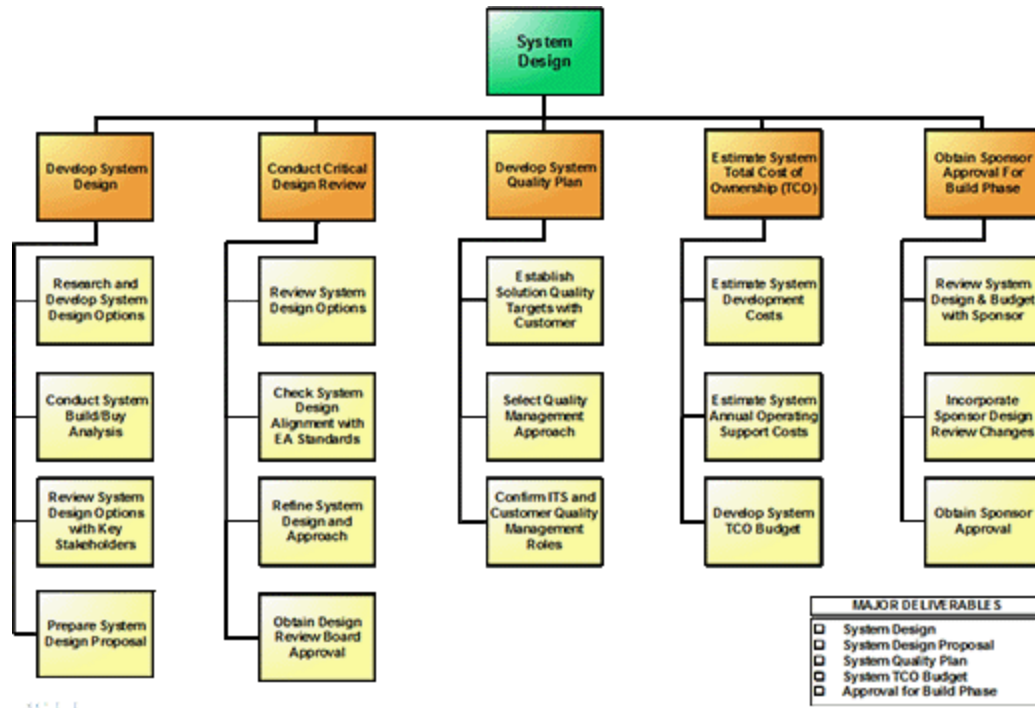 System
Design
Develop System
Design
Conduct Critical
Design Review
Develop System
Quality Plan
Estimate System
Total Cost of
Ownership (TCO)
Obtain Sponsor
Approval For
Build Phase
Research and
Develop System
Design Options
Conduct System
Build/Buy
Analysis
Review System
Design Options
with Key
Stakeholders
Prepare System
Design Proposal
Review System
Design Options
Check System
Design
Alignment with
EA Standards
Refine System
Design and
Approach
Obtain Design
Review Board
Approval
Establish
Solution Quality
Targets with
Customer
Select Quality
Management
Approach
Confirm ITS and
Customer Quality
Management
Roles
Estimate System
Development
Costs
Estimate System
Annual Operating
Support Costs
Develop System
TCO Budget
Review System
Design & Budget
with Sponsor
Incorporate
Sponsor Design
Review Changes
Obtain Sponsor
Approval
MAJOR DELIVERABLES
System Design
System Design Proposal
System Quality Plan
System TCO Budget
Approval for Build Phase